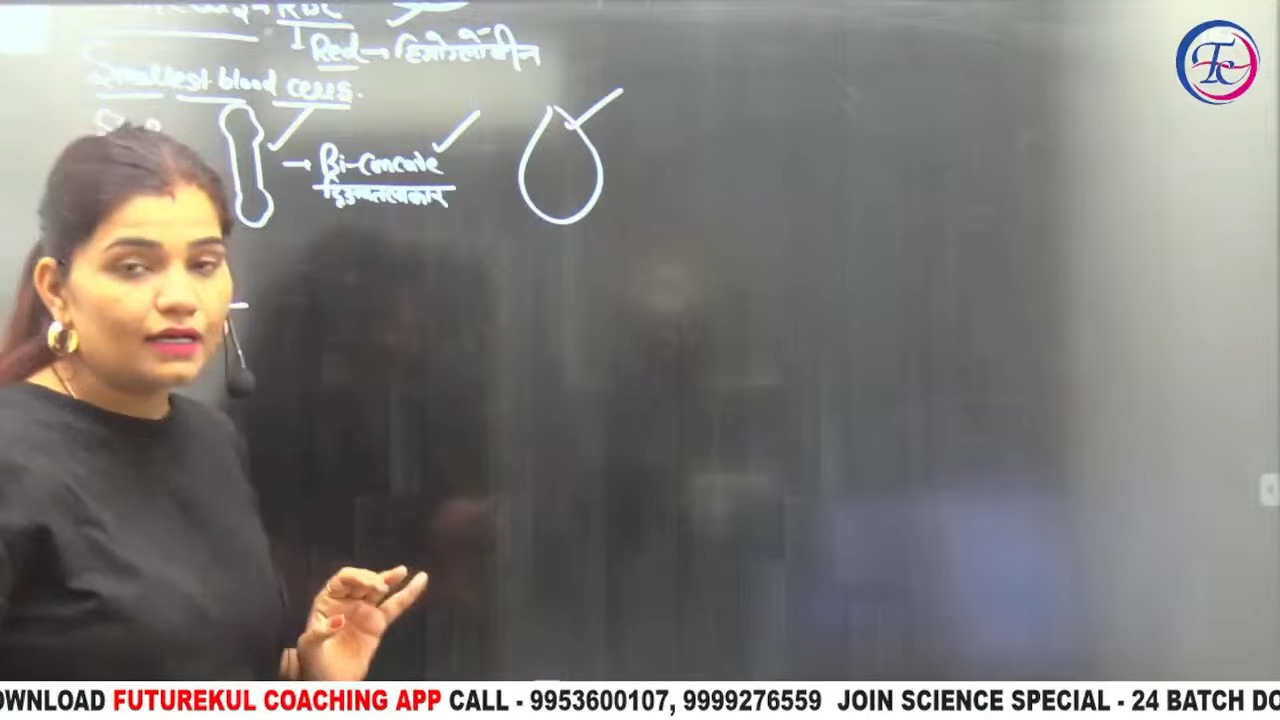 RBC
Red → हिमोग्लोबीन
Smallest blood cells.
→ Bi-Concave
OWNLOAD FUTUREKUL COACHING APP CALL - 9953600107, 9999276559 JOIN SCIENCE SPECIAL - 24 BATCH DO